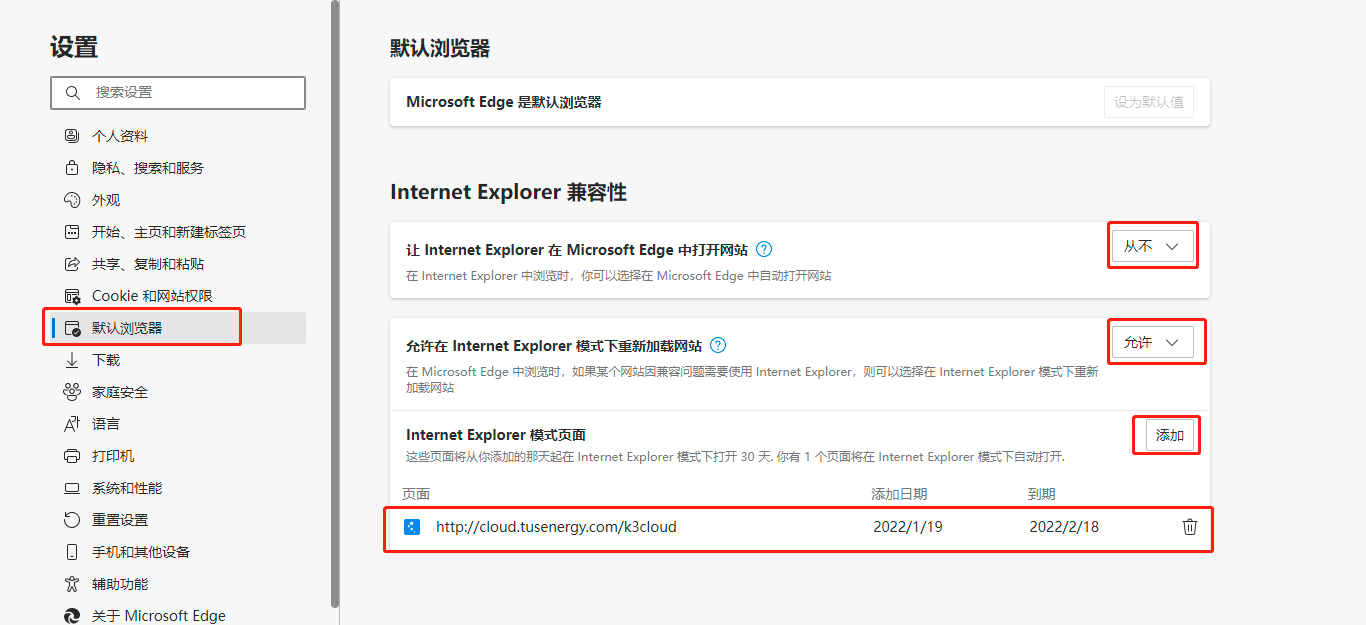 设置
搜索设置
个人资料
隐私、搜索和服务
外观
开始、主页和新建标签页
共享、复制和粘贴
Cookie 和网站权限
默认浏览器
下载
家庭安全
语言
打印机
系统和性能
重置设置
手机和其他设备
辅助功能
关于 Microsoft Edge
默认浏览器
Microsoft Edge 是默认浏览器
设为默认值
Internet Explorer 兼容性
让 Internet Explorer 在 Microsoft Edge 中打开网站
从不
在 Internet Explorer 中浏览时，你可以选择在 Microsoft Edge 中自动打开网站
允许在 Internet Explorer 模式下重新加载网站
允许
在 Microsoft Edge 中浏览时，如果某个网站因兼容问题需要使用 Internet Explorer，则可以选择在 Internet Explorer 模式下重新
加载网站
Internet Explorer 模式页面
添加
这些页面将从你添加的那天起在 Internet Explorer 模式下打开 30 天. 你有 1 个页面将在 Internet Explorer 模式下自动打开.
页面 添加日期 到期
http://cloud.tusenergy.com/k3cloud 2022/1/19 2022/2/18